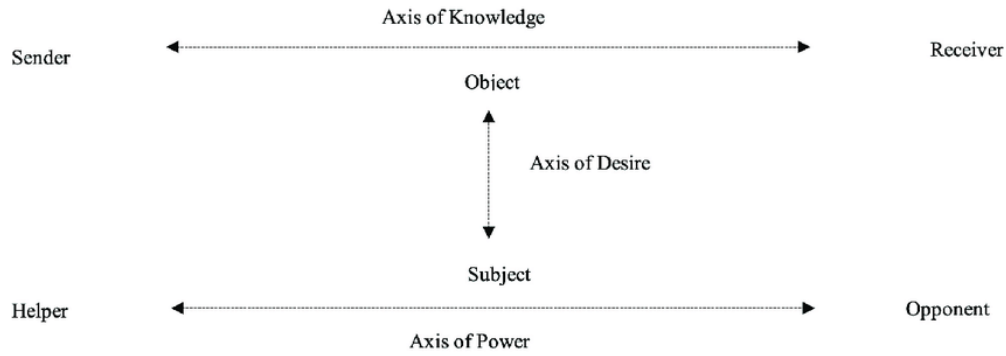 Axis of Knowledge
Sender
Receiver
Object
Axis of Desire
Subject
Helper
Opponent
Axis of Power